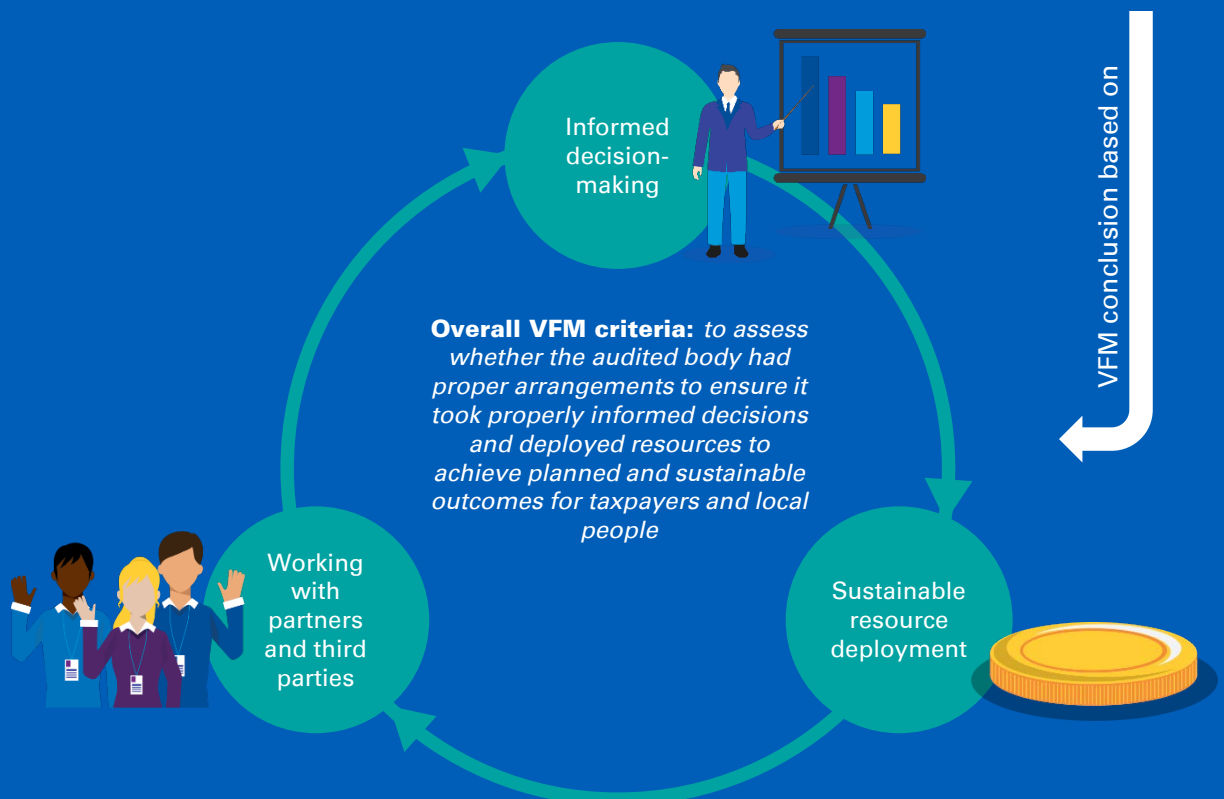 Informed
decision-
making
VFM conclusion based on
Overall VFM criteria: to assess
whether the audited body had
proper arrangements to ensure it
took properly informed decisions
and deployed resources to
achieve planned and sustainable
outcomes for taxpayers and local
people
Working
with
partners
and third
parties
Sustainable
resource
deployment